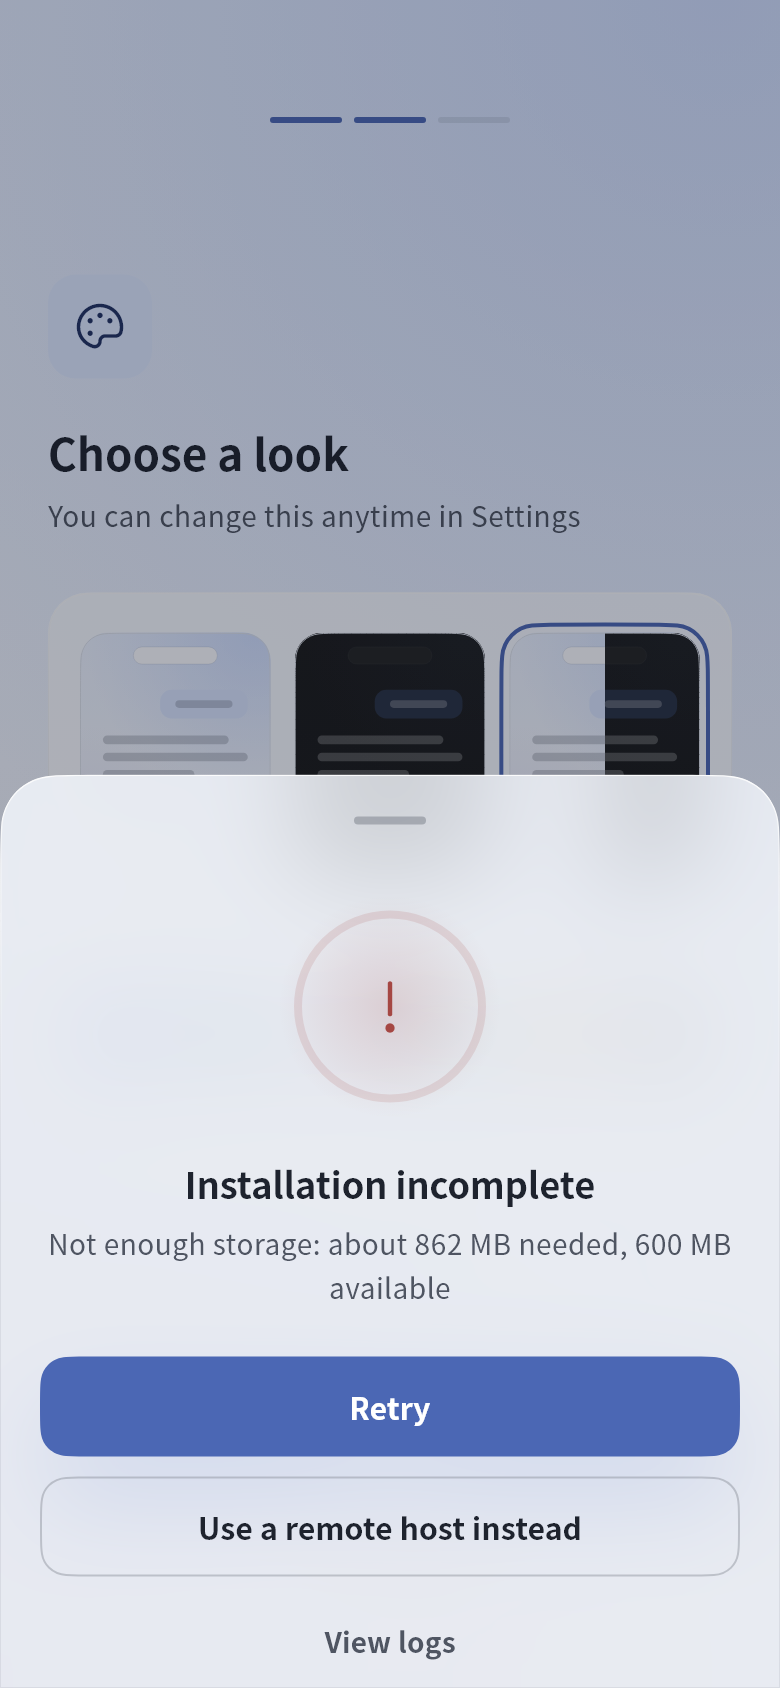 Choose a look
You can change this anytime in Settings
Installation incomplete
Not enough storage: about 862 MB needed, 600 MB
available
Retry
Use a remote host instead
View logs